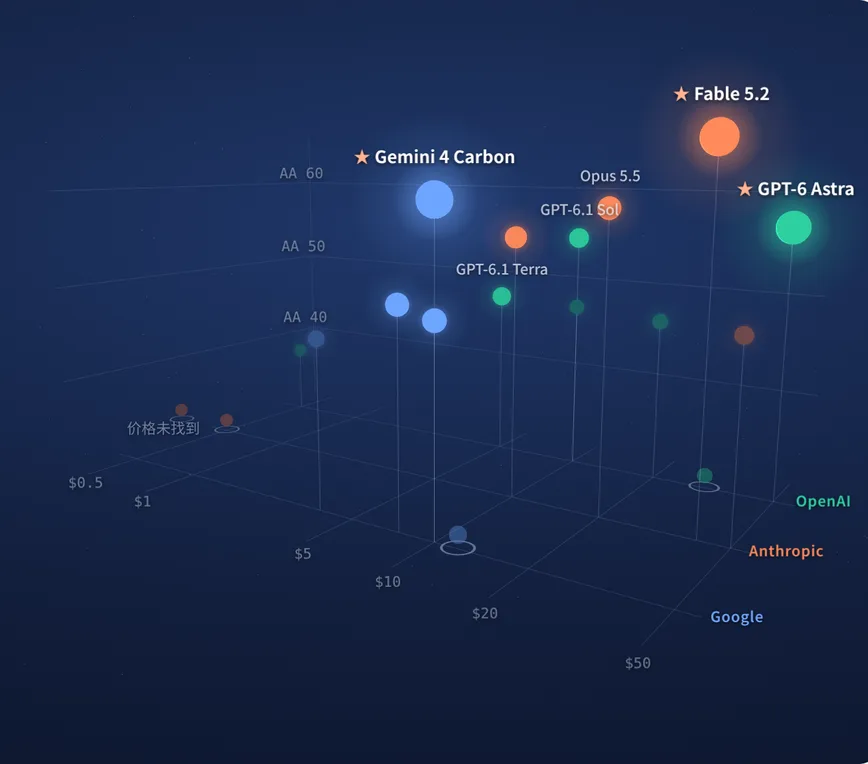 ★ Fable 5.2
★ Gemini 4 Carbon
AA 60
Opus 5.5
★ GPT-6 Astra
GPT-6.1 Sol
AA 50
GPT-6.1 Terra
AA 40
价格未找到
$0.5
$1
OpenAI
$5
Anthropic
$10
$20
Google
$50